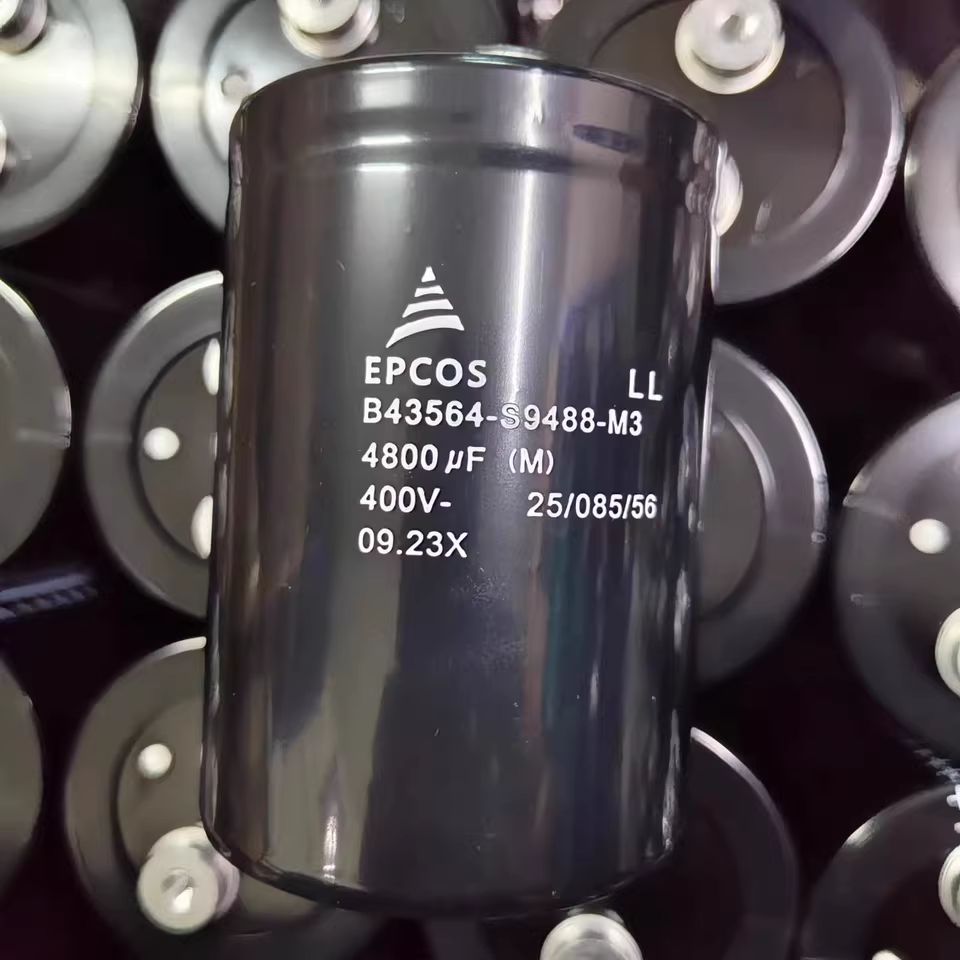 EPCOS LL
B43564-S9488-M3
4800 µF (M)
400V- 25/085/56
09.23X